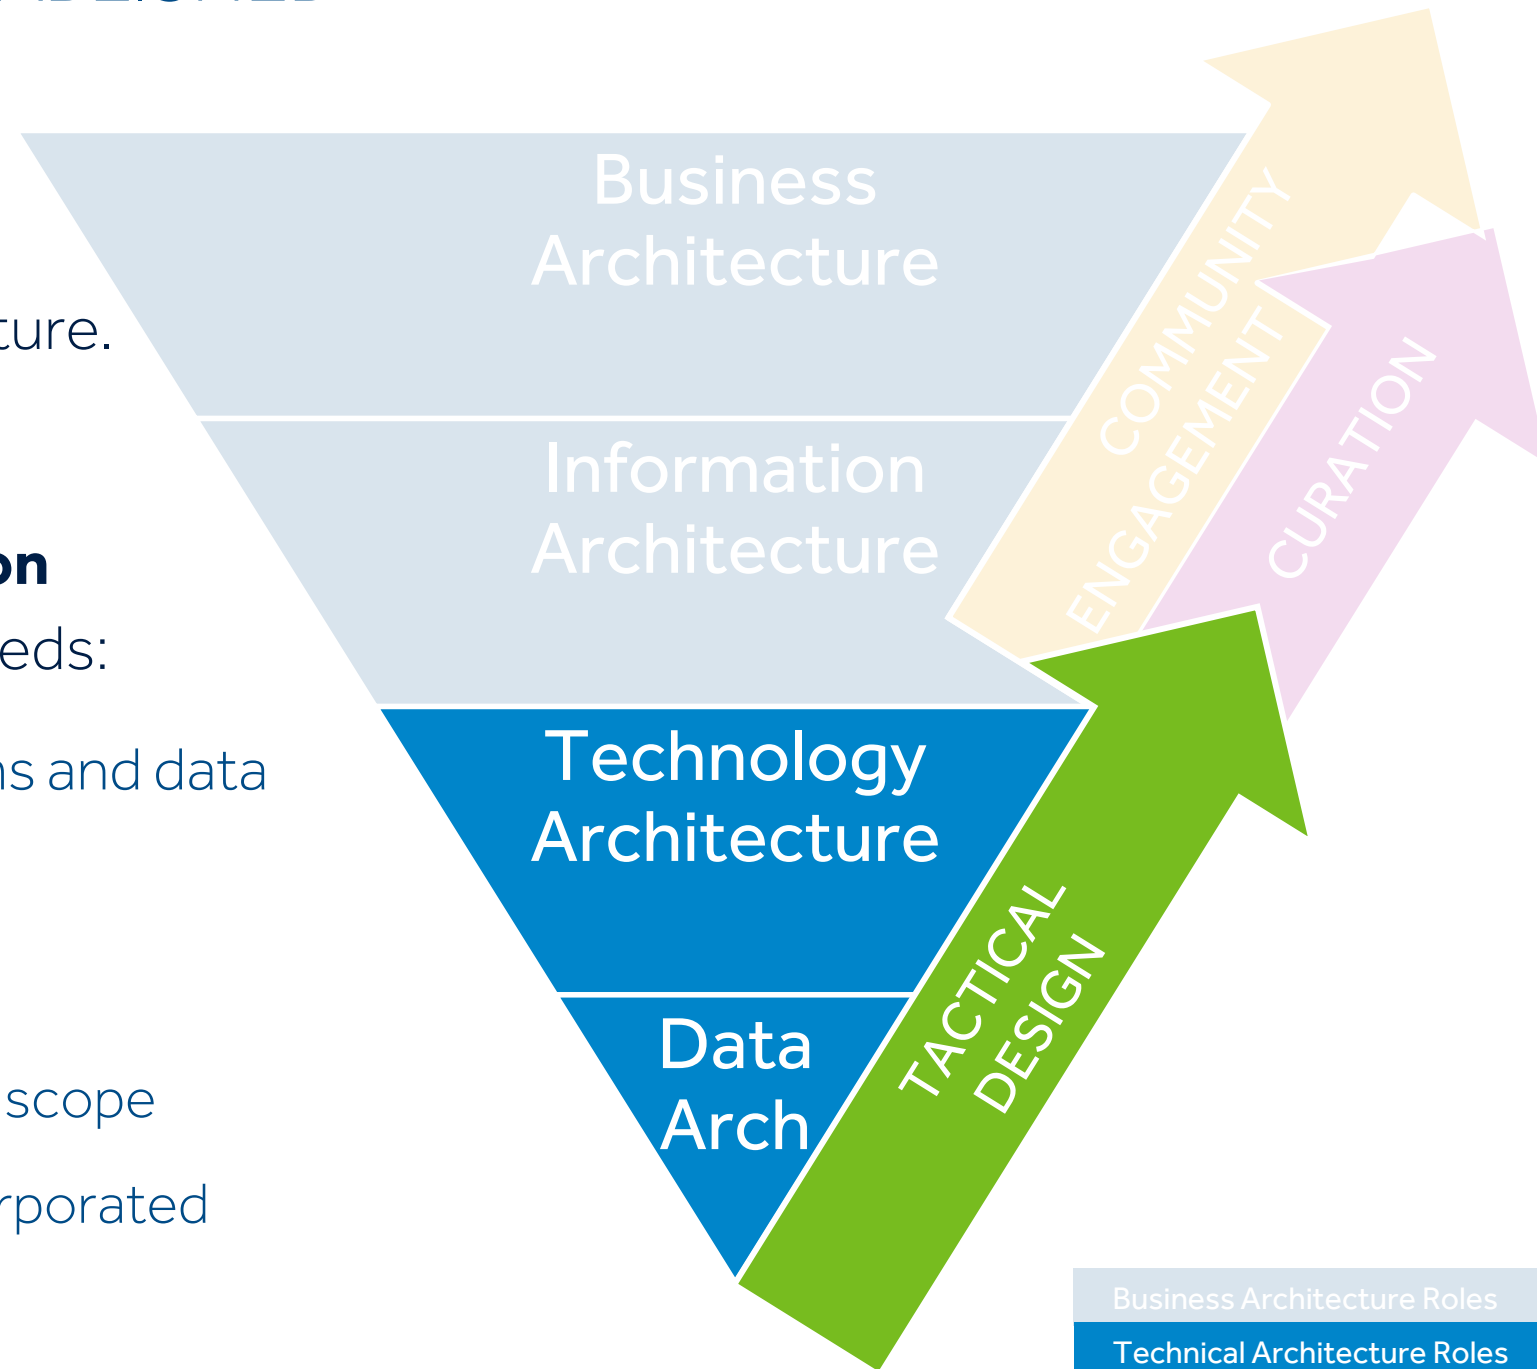 Business
Architecture
ture.
Information
Architecture
on
eds:
ns and data
Technology
Architecture
Data
Arch
scope
rporated
COMMUNITY
ENGAGEMENT
CURATION
TACTICAL
DESIGN
Business Architecture Roles
Technical Architecture Roles